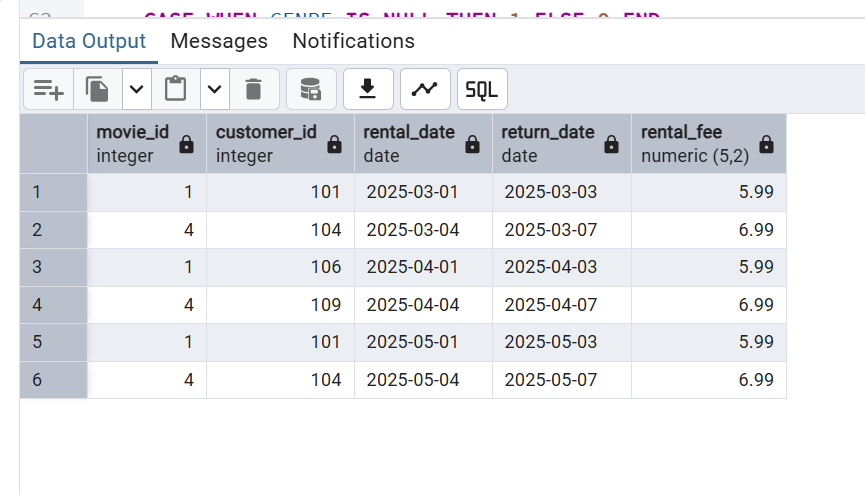 Data Output Messages Notifications
SQL
movie_id customer_id rental_date return_date rental_fee
integer integer date date numeric (5,2)
1 1 101 2025-03-01 2025-03-03 5.99
2 4 104 2025-03-04 2025-03-07 6.99
3 1 106 2025-04-01 2025-04-03 5.99
4 4 109 2025-04-04 2025-04-07 6.99
5 1 101 2025-05-01 2025-05-03 5.99
6 4 104 2025-05-04 2025-05-07 6.99